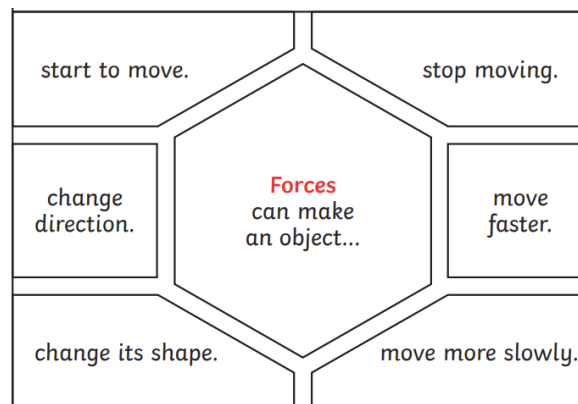 start to move.
stop moving.
Forces
can make
an object...
change
direction.
move
faster.
change its shape.
move more slowly.